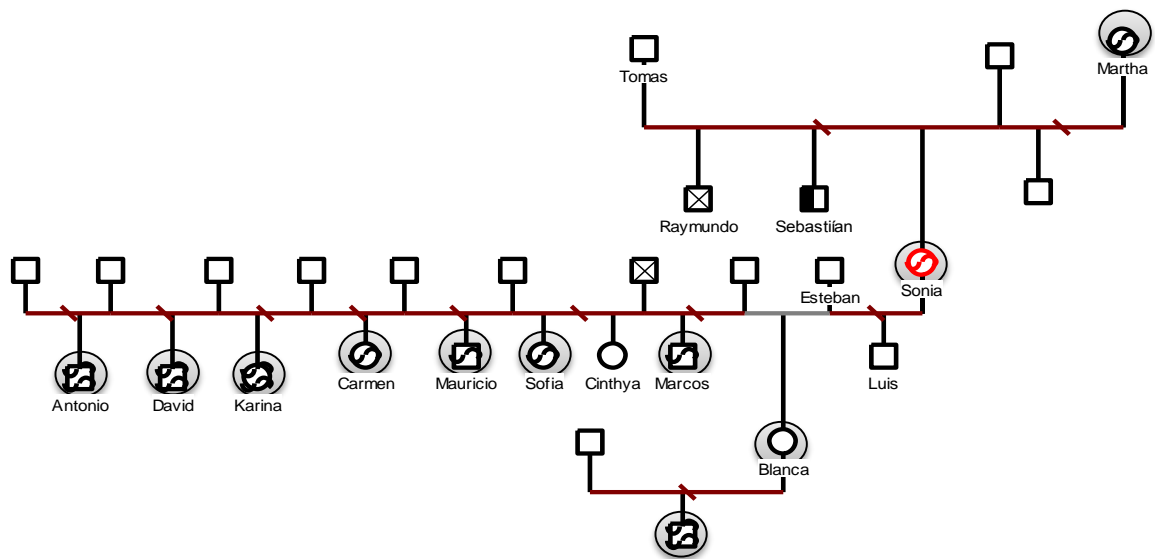 Tomas
Martha
Raymundo
Sebastiían
Esteban
Sonia
Antonio
David
Karina
Carmen
Mauricio
Sofia
Cinthya
Marcos
Luis
Blanca